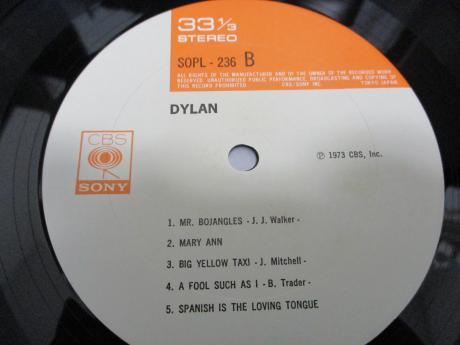 33 1/3
STEREO
SOPL - 236 B
ALL RIGHTS OF THE MANUFACTURER AND OF THE OWNER OF THE RECORDED WORK
RESERVED. UNAUTHORIZED PUBLIC PERFORMANCE, BROADCASTING AND COPYING OF
THIS RECORD PROHIBITED CBS/SONY INC. TOKYO JAPAN
DYLAN
CBS
SONY
℗ 1973 CBS, Inc.
1. MR. BOJANGLES - J. J. Walker -
2. MARY ANN
3. BIG YELLOW TAXI - J. Mitchell -
4. A FOOL SUCH AS I - B. Trader -
5. SPANISH IS THE LOVING TONGUE